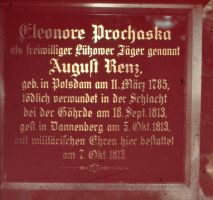 Eleonore Prochaska
als freiwilliger Lützower Jäger genannt
August Renz,
geb. in Potsdam am 11. März 1785,
tödlich verwundet in der Schlacht
bei der Göhrde am 16. Sept. 1813,
gest. in Dannenberg am 5. Okt. 1813,
mit militärischen Ehren hier bestattet
am 7. Okt. 1813.